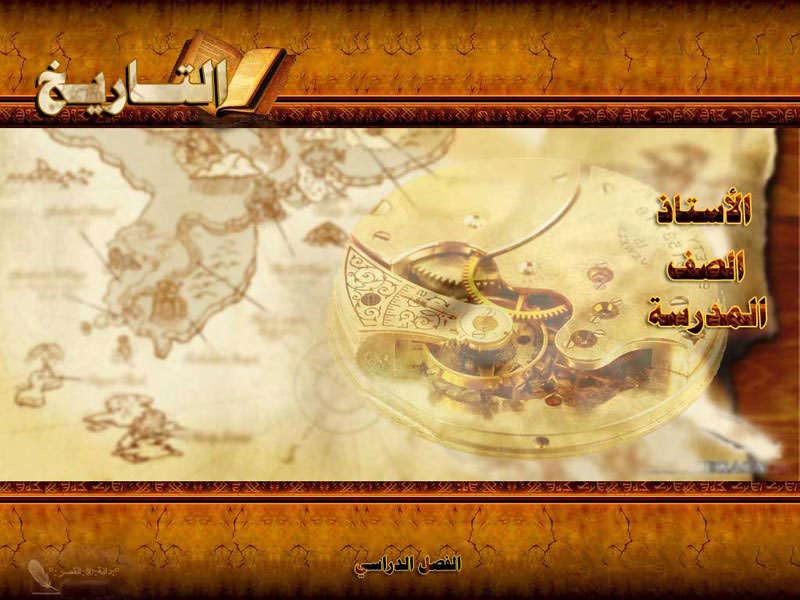 التاريخ
الأستاذ
الصف
المدرسة
الفصل الدراسي